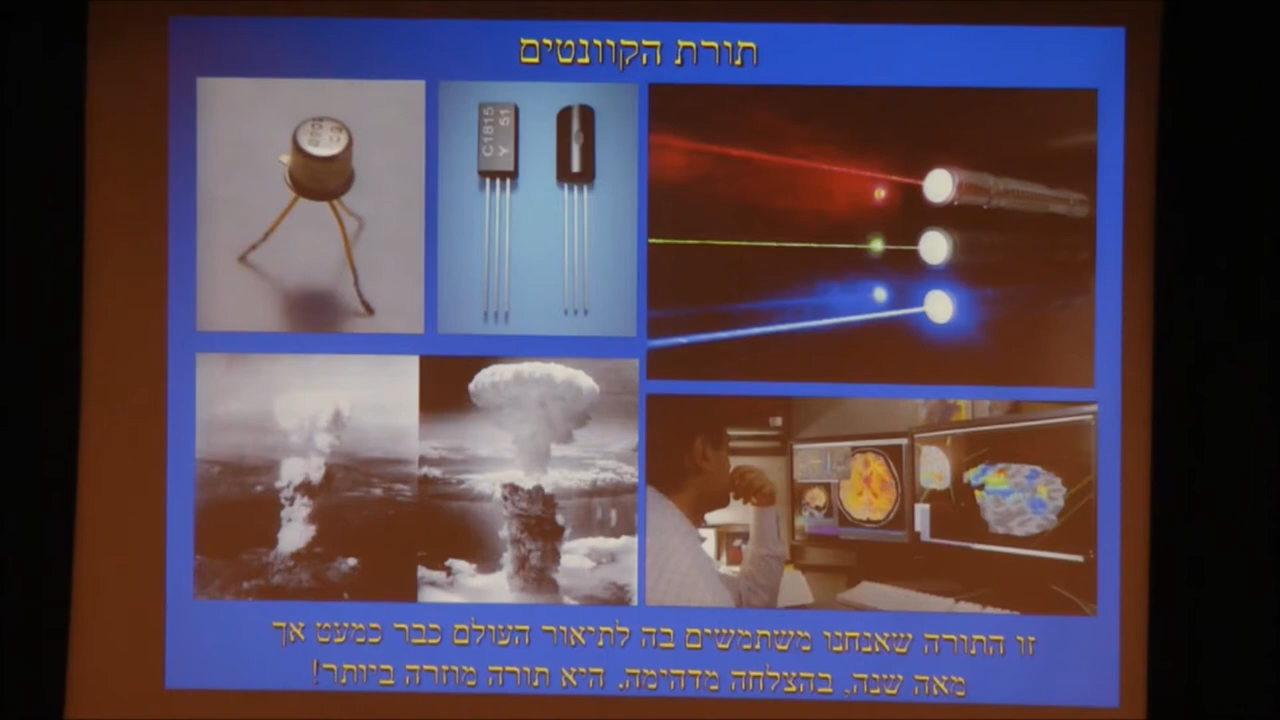 תורת הקוונטים
C1815
Y 51
זו התורה שאנחנו משתמשים בה לתיאור העולם כבר כמעט אך
מאה שנה, בהצלחה מדהימה. היא תורה מוזרה ביותר!